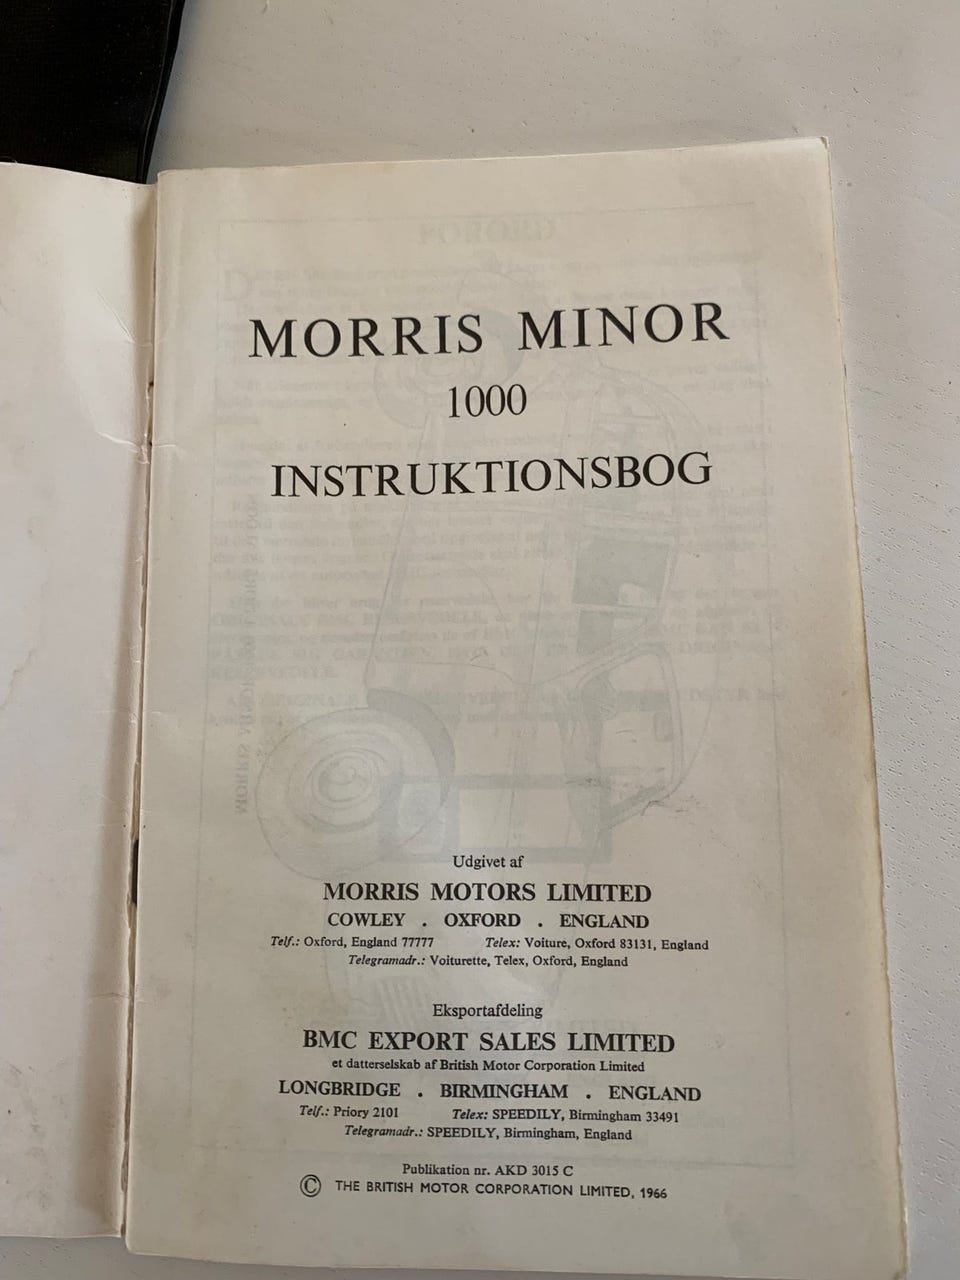 MORRIS MINOR
1000
INSTRUKTIONSBOG
Udgivet af
MORRIS MOTORS LIMITED
COWLEY . OXFORD . ENGLAND
Telf.: Oxford, England 77777 Telex: Voiture, Oxford 83131, England
Telegramadr.: Voiturette, Telex, Oxford, England
Eksportafdeling
BMC EXPORT SALES LIMITED
et datterselskab af British Motor Corporation Limited
LONGBRIDGE . BIRMINGHAM . ENGLAND
Telf.: Priory 2101 Telex: SPEEDILY, Birmingham 33491
Telegramadr.: SPEEDILY, Birmingham, England
Publikation nr. AKD 3015 C
© THE BRITISH MOTOR CORPORATION LIMITED, 1966